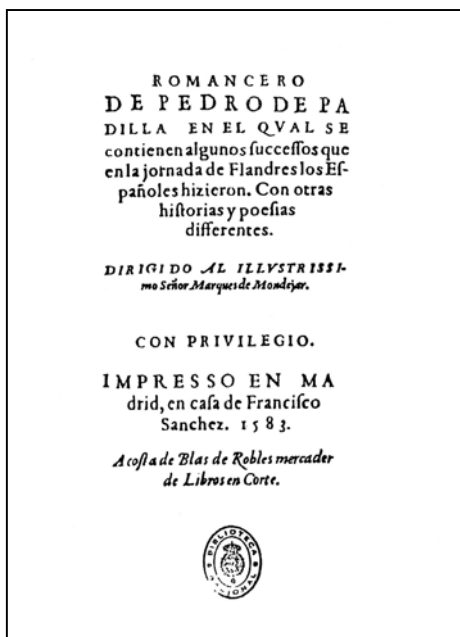 ROMANCERO
DE PEDRO DE PA
DILLA EN EL QVAL SE
contienen algunos ſucceſſos que
en la jornada de Flandres los Eſ-
pañoles hizieron. Con otras
hiſtorias y poeſias
differentes.
DIRIGIDO AL ILLVSTRISSI-
mo Señor Marques de Mondejar.
CON PRIVILEGIO.
IMPRESSO EN MA
drid, en caſa de Franciſco
Sanchez. 1583.
A coſta de Blas de Robles mercader
de Libros en Corte.
BIBLIOTECA
NACIONAL